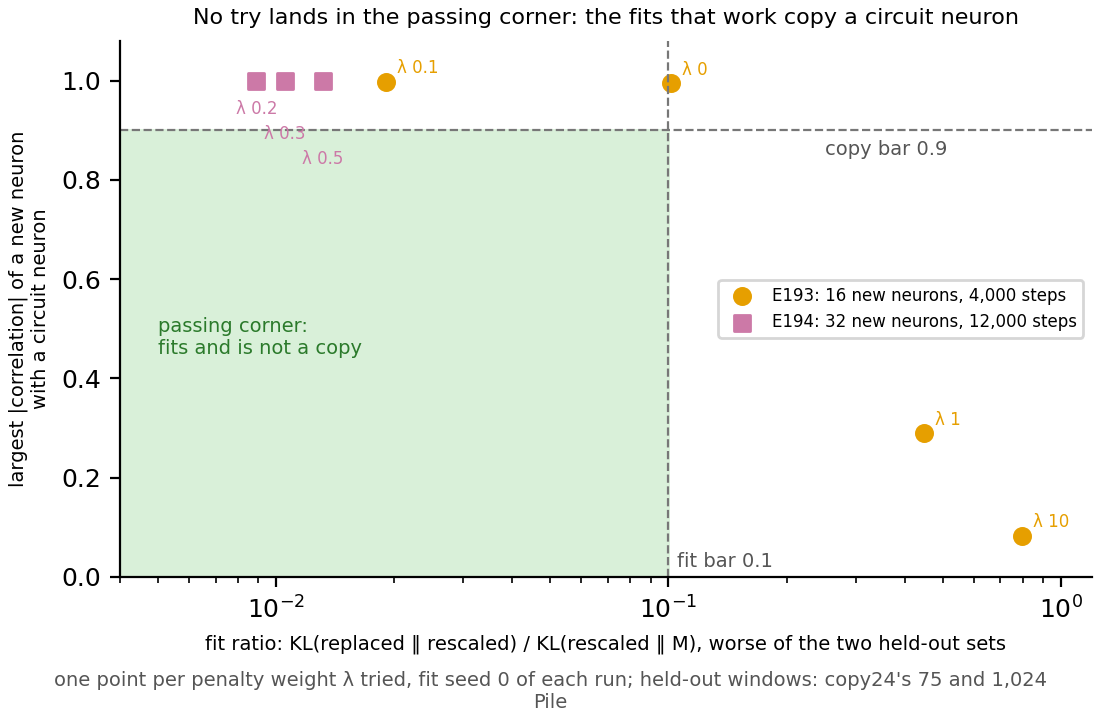 No try lands in the passing corner: the fits that work copy a circuit neuron
largest |correlation| of a new neuron
with a circuit neuron
1.0
0.8
0.6
0.4
0.2
0.0
λ 0.1
λ 0
λ 0.2
λ 0.3
λ 0.5
copy bar 0.9
E193: 16 new neurons, 4,000 steps
E194: 32 new neurons, 12,000 steps
passing corner:
fits and is not a copy
λ 1
λ 10
fit bar 0.1
10⁻²
10⁻¹
10⁰
fit ratio: KL(replaced ‖ rescaled) / KL(rescaled ‖ M), worse of the two held-out sets
one point per penalty weight λ tried, fit seed 0 of each run; held-out windows: copy24's 75 and 1,024
Pile